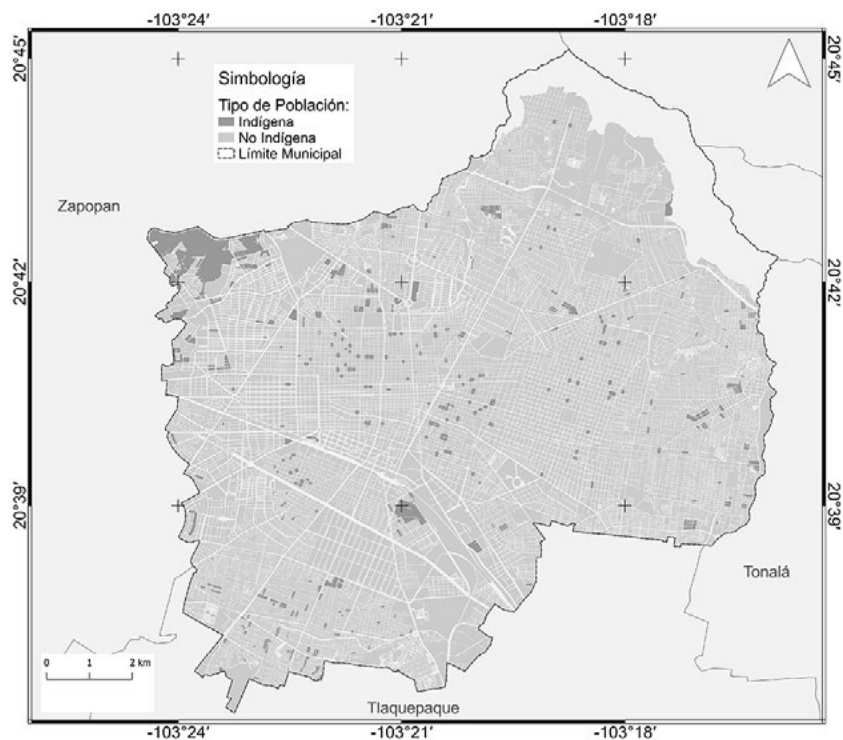 -103°24'
-103°21'
-103°18'
20°45'
20°45'
Simbología
Tipo de Población:
Indígena
No Indígena
Límite Municipal
Zapopan
20°42'
20°42'
20°39'
20°39'
Tonalá
0 1 2 km
Tlaquepaque
-103°24'
-103°21'
-103°18'